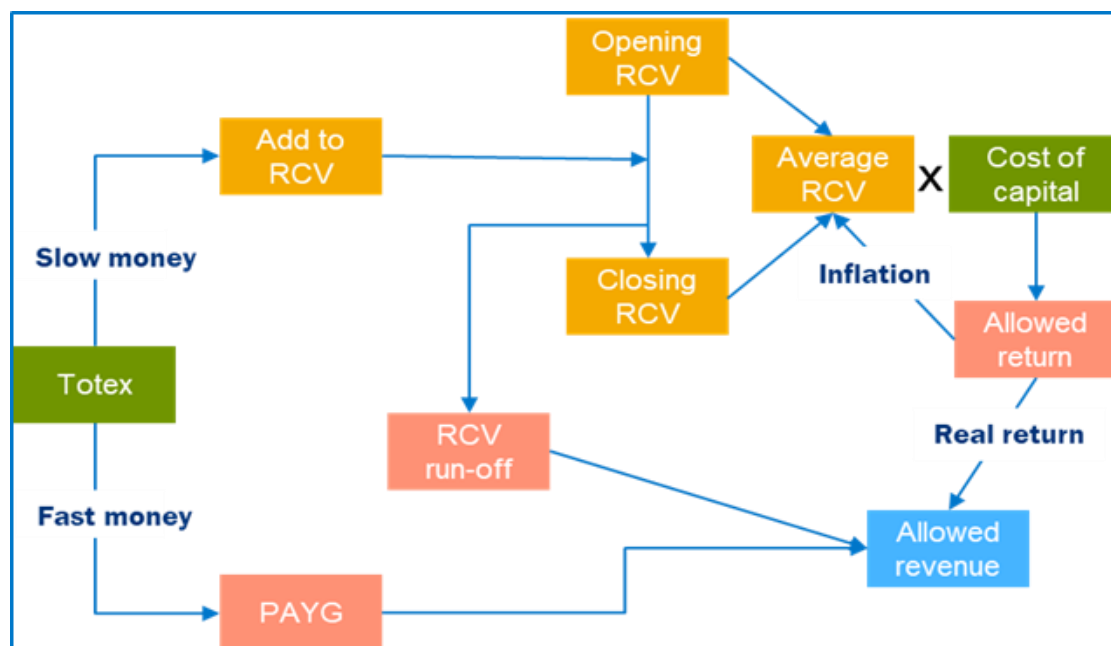 Opening
RCV
Add to
RCV
Average
RCV
X
Cost of
capital
Slow money
Closing
RCV
Inflation
Allowed
return
Totex
RCV
run-off
Real return
Fast money
Allowed
revenue
PAYG